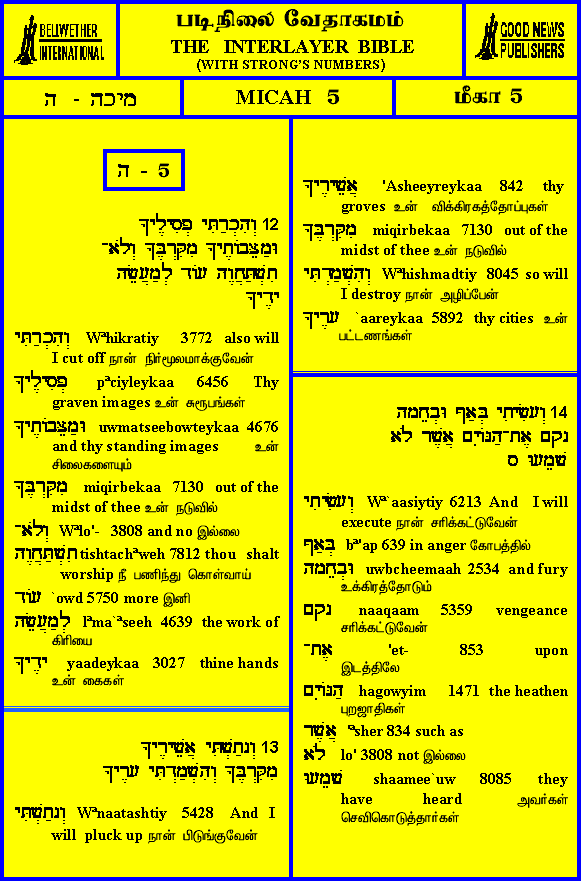 BELLWETHER
INTERNATIONAL
படிநிலை வேதாகமம்
THE INTERLAYER BIBLE
(WITH STRONG'S NUMBERS)
GOOD NEWS
PUBLISHERS
מיכה - ה
MICAH 5
மீகா 5
5 - ה
12 וְהִכְרַתִּי פְסִילֶיךָ
וּמַצֵּבוֹתֶיךָ מִקִּרְבֶּךָ וְלֹא־
תִשְׁתַּחֲוֶה עוֹד לְמַעֲשֵׂה
יָדֶיךָ
וְהִכְרַתִּי Wªhikratiy 3772 also will
I cut off நான் நிர்மூலமாக்குவேன்
פְסִילֶיךָ pªciyleykaa 6456 Thy
graven images உன் சுரூபங்கள்
וּמַצֵּבוֹתֶיךָ uwmatseebowteykaa 4676
and thy standing images உன்
சிலைகளையும்
מִקִּרְבֶּךָ miqirbekaa 7130 out of the
midst of thee உன் நடுவில்
וְלֹא־ Wªlo'- 3808 and no இல்லை
תִשְׁתַּחֲוֶה tishtachªweh 7812 thou shalt
worship நீ பணிந்து கொள்வாய்
עוֹד `owd 5750 more இனி
לְמַעֲשֵׂה lªma`ªseeh 4639 the work of
கிரியை
יָדֶיךָ yaadeykaa 3027 thine hands
உன் கைகள்
13 וְנָתַשְׁתִּי אֲשֵׁירֶיךָ
מִקִּרְבֶּךָ וְהִשְׁמַדְתִּי עָרֶיךָ
וְנָתַשְׁתִּי Wªnaatashtiy 5428 And I
will pluck up நான் பிடுங்குவேன்
אֲשֵׁירֶיךָ 'Asheeyreykaa 842 thy
groves உன் விக்கிரகத்தோப்புகள்
מִקִּרְבֶּךָ miqirbekaa 7130 out of the
midst of thee உன் நடுவில்
וְהִשְׁמַדְתִּי Wªhishmadtiy 8045 so will
I destroy நான் அழிப்பேன்
עָרֶיךָ `aareykaa 5892 thy cities உன்
பட்டணங்கள்
14 וְעָשִׂיתִי בְּאַף וּבְחֵמָה
נָקָם אֶת־הַגּוֹיִם אֲשֶׁר לֹא
שָׁמֵעוּ ס
וְעָשִׂיתִי Wª`aasiytiy 6213 And I will
execute நான் சரிக்கட்டுவேன்
בְּאַף bª'ap 639 in anger கோபத்தில்
וּבְחֵמָה uwbcheemaah 2534 and fury
உக்கிரத்தோடும்
נָקָם naaqaam 5359 vengeance
சரிக்கட்டுவேன்
אֶת־ 'et- 853 upon
இடத்திலே
הַגּוֹיִם hagowyim 1471 the heathen
புறஜாதிகள்
אֲשֶׁר ªsher 834 such as
לֹא lo' 3808 not இல்லை
שָׁמֵעוּ shaamee`uw 8085 they
have heard அவர்கள்
செவிகொடுத்தார்கள்